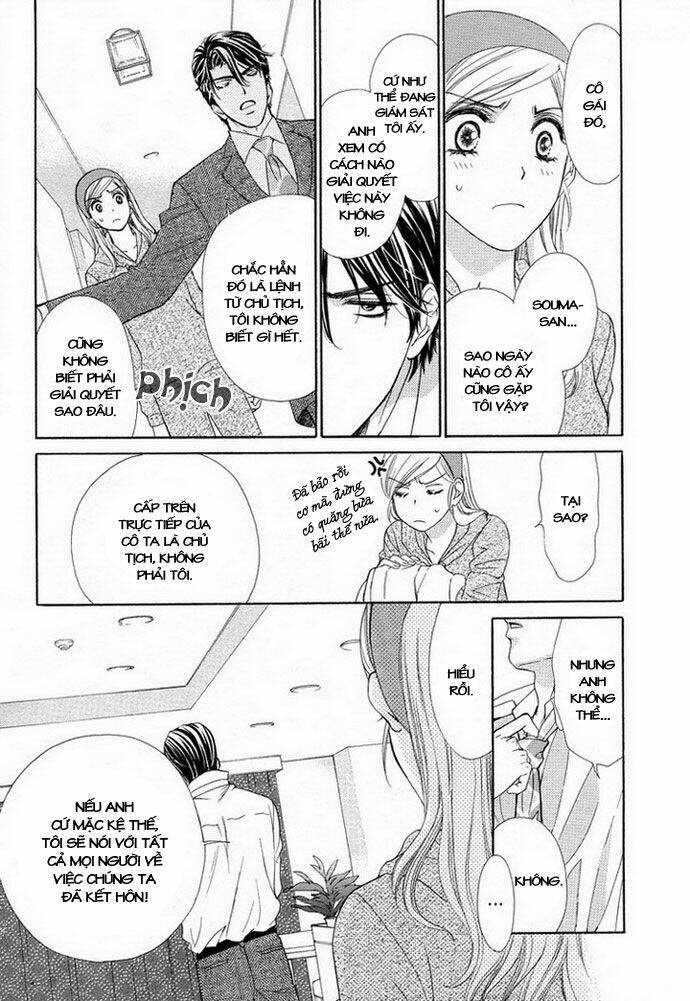 CÔ
GÁI ĐÓ,
SOUMA-
SAN...
SAO NGÀY
NÀO CÔ ẤY
CŨNG GẶP
TÔI VẬY?
CỨ NHƯ
THỂ ĐANG
GIÁM SÁT
TÔI ẤY.
ANH
XEM CÓ
CÁCH NÀO
GIẢI QUYẾT
VIỆC NÀY
KHÔNG
ĐI.
CHẮC HẲN
ĐÓ LÀ LỆNH
TỪ CHỦ TỊCH,
TÔI KHÔNG
BIẾT GÌ HẾT.
CŨNG
KHÔNG
BIẾT PHẢI
GIẢI QUYẾT
SAO ĐÂU.
Phịch
TẠI
SAO?
Đã bảo rồi
cơ mà, đừng
có quăng bừa
bãi thế nữa.
CẤP TRÊN
TRỰC TIẾP CỦA
CÔ TA LÀ CHỦ
TỊCH, KHÔNG
PHẢI TÔI.
NHƯNG
ANH
KHÔNG
THỂ...
KHÔNG.
...
HIỂU
RỒI.
NẾU ANH
CỨ MẶC KỆ THẾ,
TÔI SẼ NÓI VỚI TẤT
CẢ MỌI NGƯỜI VỀ
VIỆC CHÚNG TA
ĐÃ KẾT HÔN!